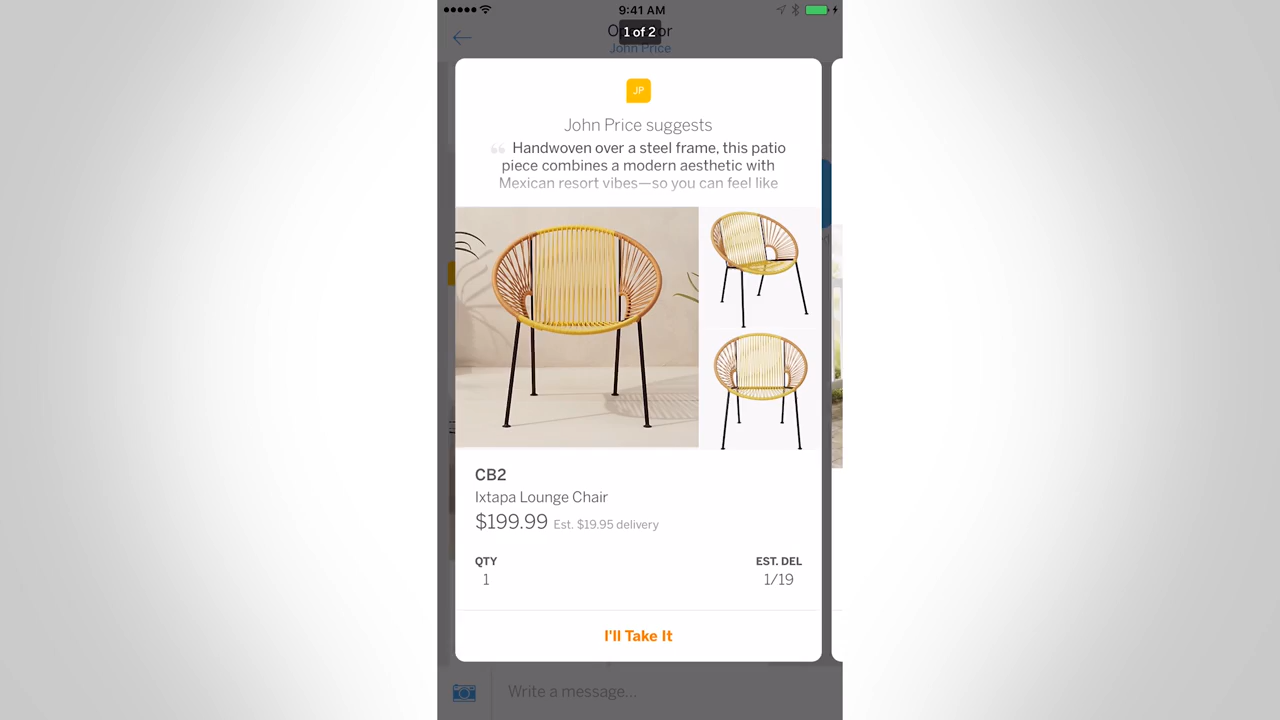 9:41 AM
1 of 2
John Price
JP
John Price suggests
“ Handwoven over a steel frame, this patio
piece combines a modern aesthetic with
Mexican resort vibes—so you can feel like
CB2
Ixtapa Lounge Chair
$199.99 Est. $19.95 delivery
QTY
EST. DEL
1
1/19
I'll Take It
Write a message...